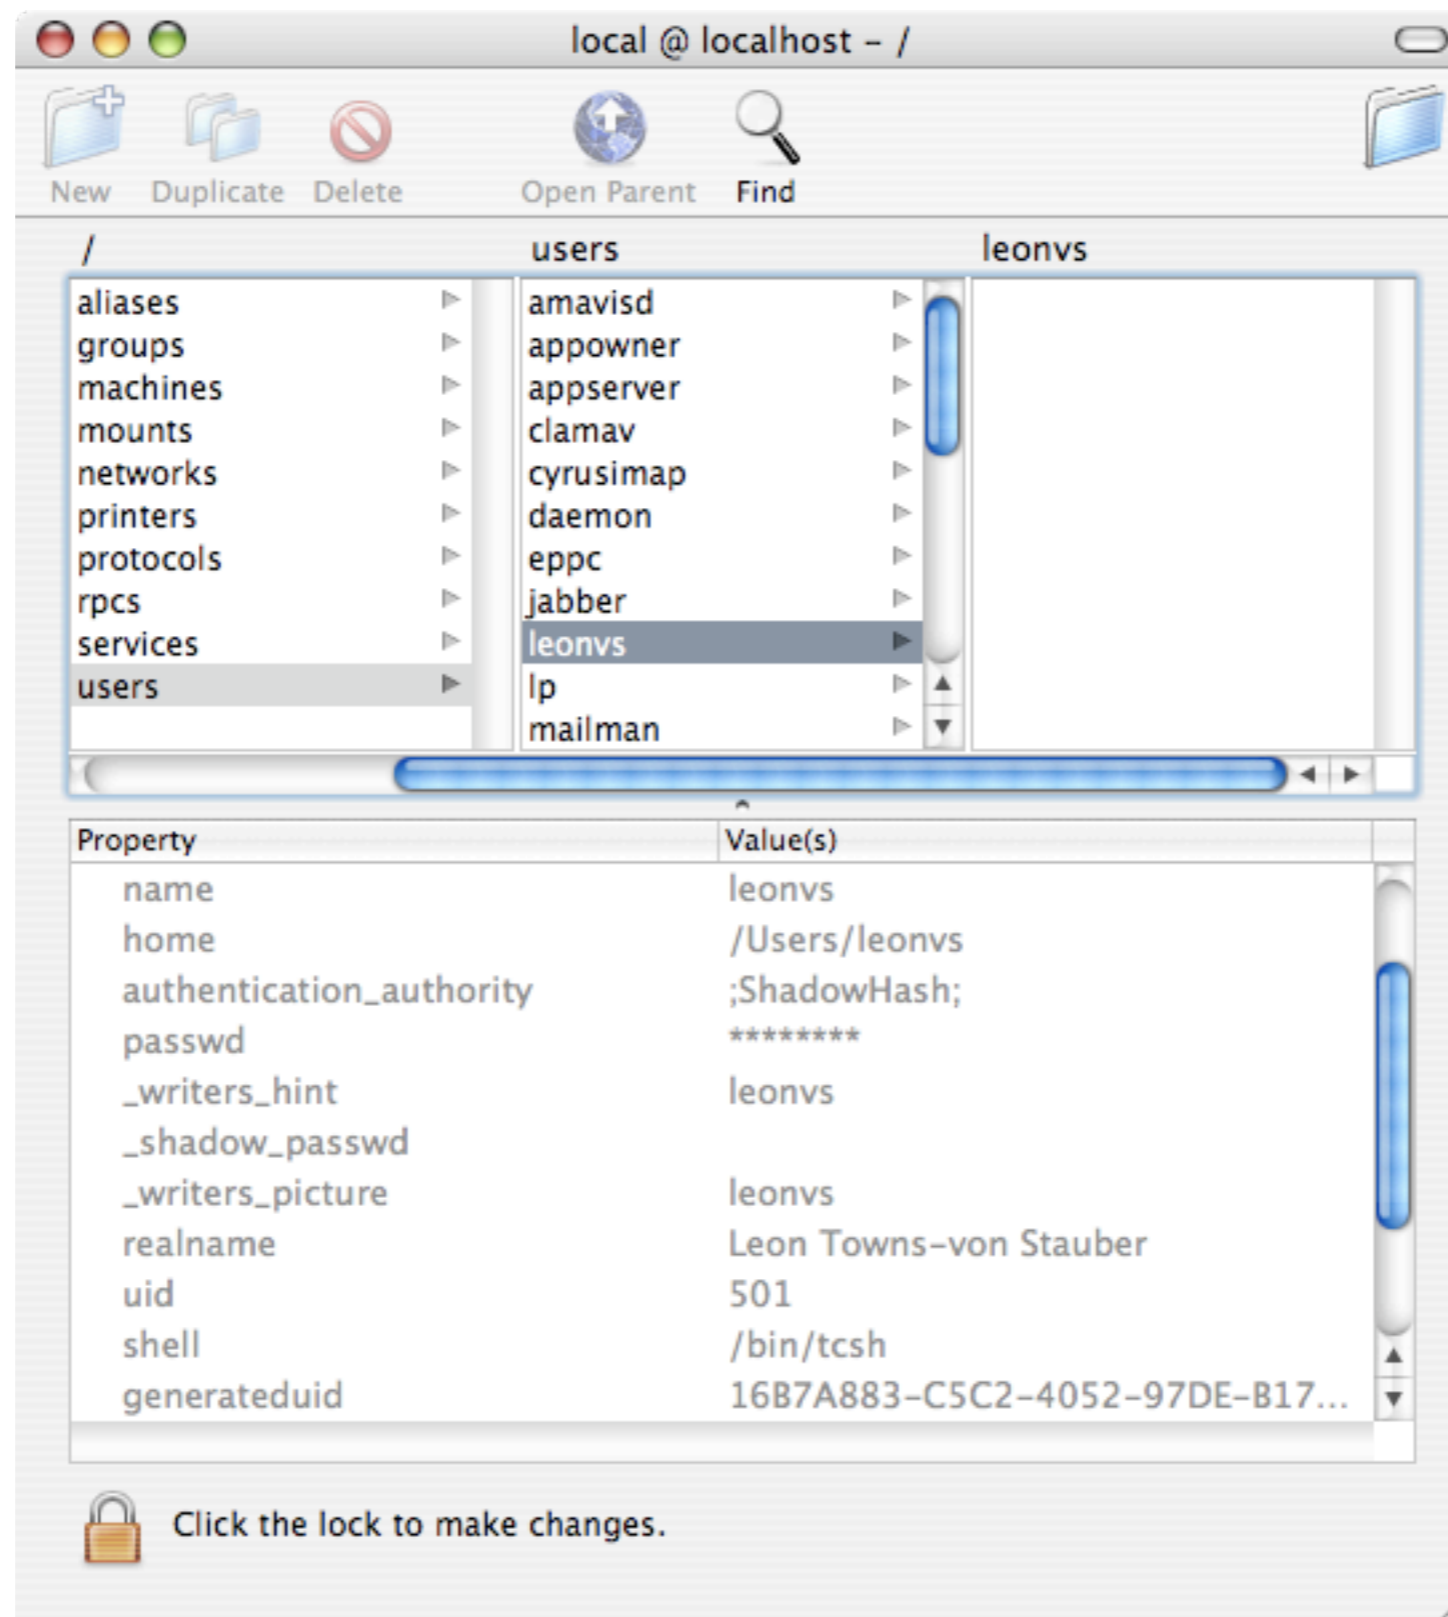 local @ localhost – /
New Duplicate Delete Open Parent Find
/ users leonvs
aliases amavisd
groups appowner
machines appserver
mounts clamav
networks cyrusimap
printers daemon
protocols eppc
rpcs jabber
services leonvs
users lp
mailman
Property Value(s)
name leonvs
home /Users/leonvs
authentication_authority ;ShadowHash;
passwd ********
_writers_hint leonvs
_shadow_passwd
_writers_picture leonvs
realname Leon Towns-von Stauber
uid 501
shell /bin/tcsh
generateduid 16B7A883-C5C2-4052-97DE-B17...
Click the lock to make changes.